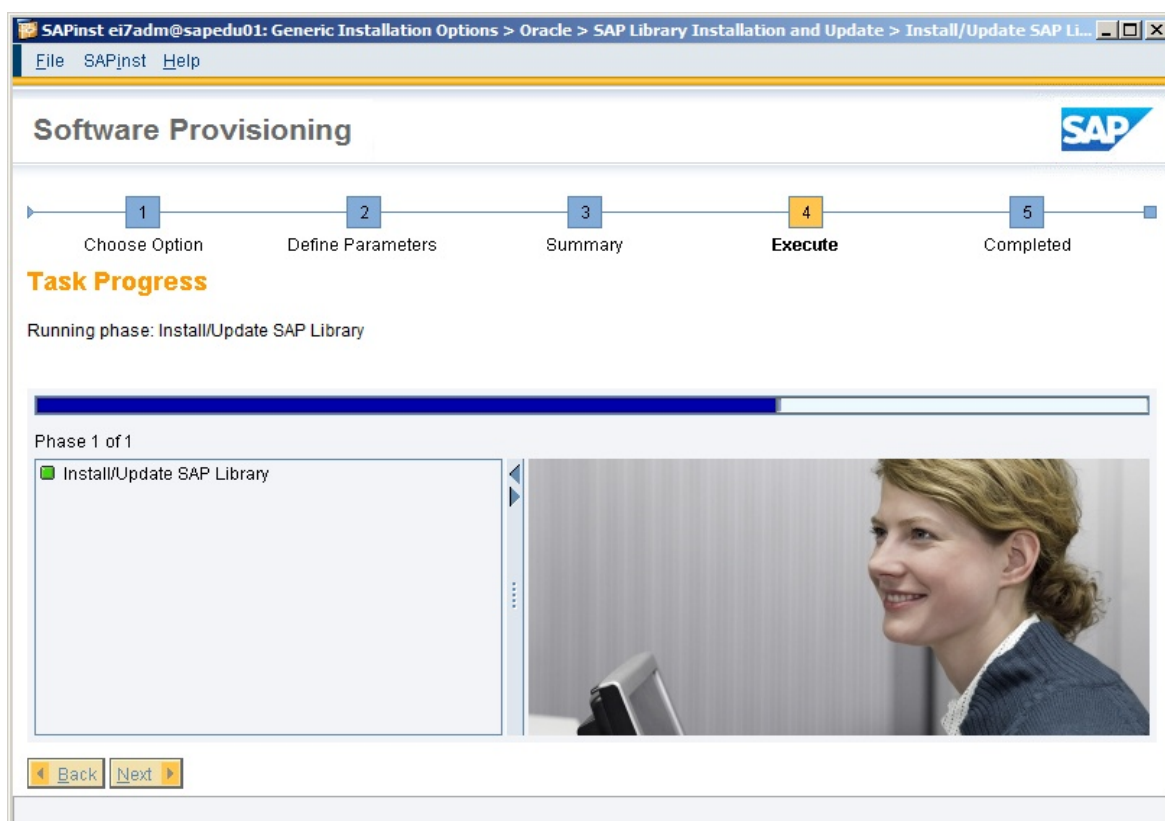 SAPinst ei7adm@sapedu01: Generic Installation Options > Oracle > SAP Library Installation and Update > Install/Update SAP Li...
File SAPinst Help
Software Provisioning
SAP
1 2 3 4 5
Choose Option Define Parameters Summary Execute Completed
Task Progress
Running phase: Install/Update SAP Library
Phase 1 of 1
Install/Update SAP Library
Back Next